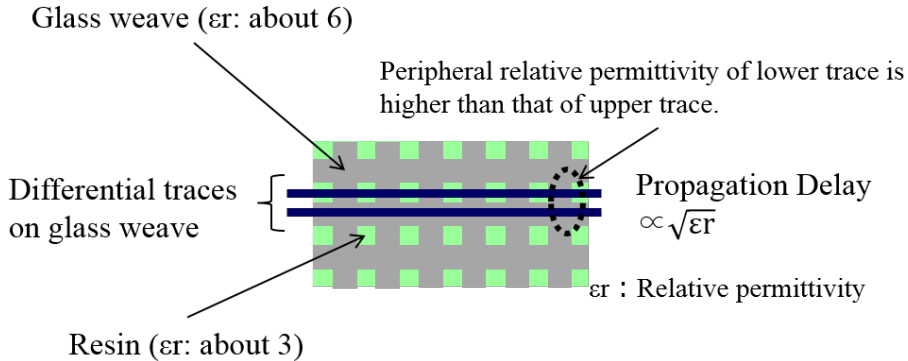 Glass weave (εr: about 6)
Peripheral relative permittivity of lower trace is
higher than that of upper trace.
Differential traces
on glass weave
Propagation Delay
∝√εr
εr：Relative permittivity
Resin (εr: about 3)